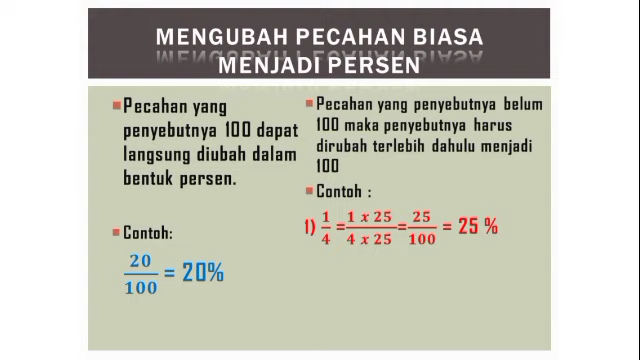 MENGUBAH PECAHAN BIASA
MENJADI PERSEN
Pecahan yang
penyebutnya 100 dapat
langsung diubah dalam
bentuk persen.
Contoh:
20/100 = 20%
Pecahan yang penyebutnya belum
100 maka penyebutnya harus
dirubah terlebih dahulu menjadi
100
Contoh :
1) 1/4 = 1 x 25/4 x 25 = 25/100 = 25 %